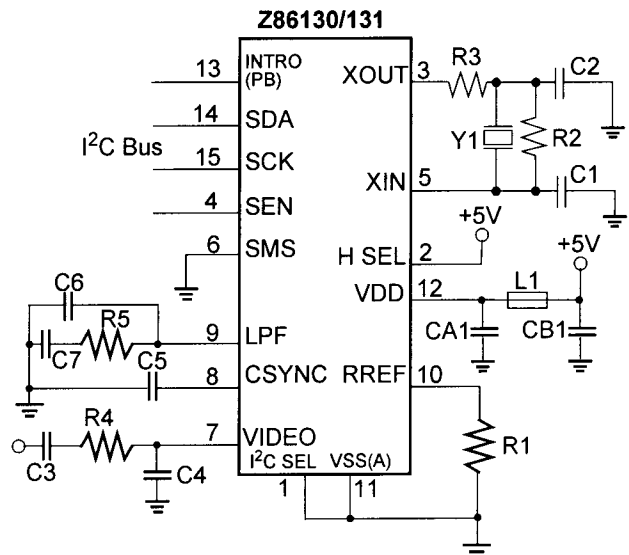 Z86130/131
13 INTRO (PB)
XOUT 3
R3
C2
14 SDA
I²C Bus
15 SCK
Y1
R2
C1
4 SEN
XIN 5
+5V
6 SMS
H SEL 2
+5V
VDD 12
L1
C6
R5
C7
9 LPF
CA1
CB1
C5
8 CSYNC
RREF 10
R4
C3
7 VIDEO
C4
R1
I²C SEL
VSS(A)
1
11